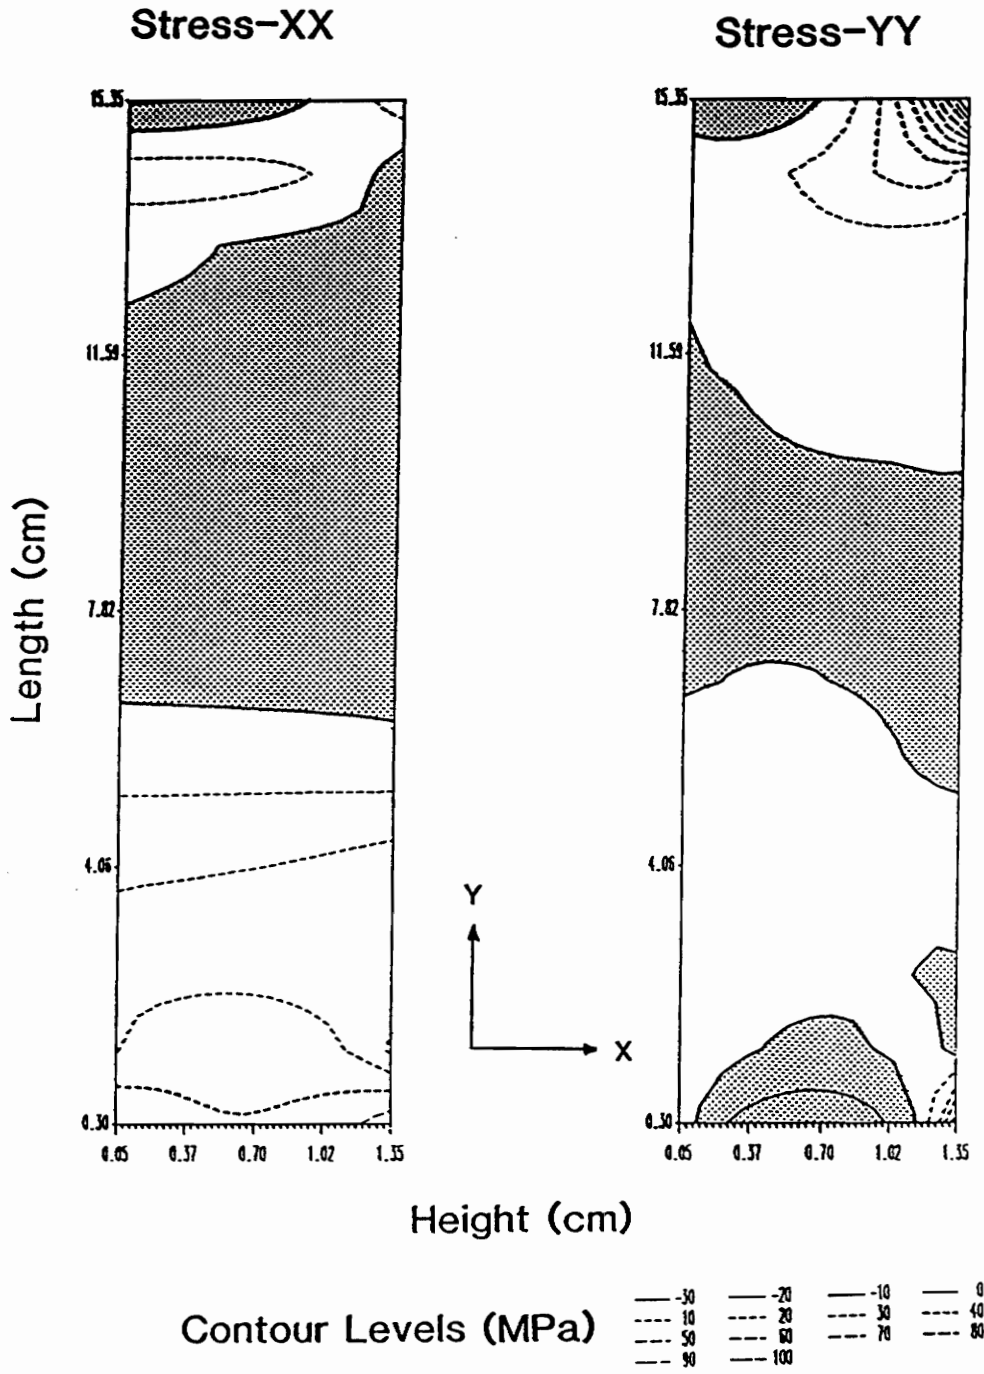 Stress-XX
Stress-YY
15.35
11.59
7.82
4.06
0.30
0.05 0.37 0.70 1.02 1.35
15.35
11.59
7.82
4.06
0.30
0.05 0.37 0.70 1.02 1.35
Length (cm)
Y
X
Height (cm)
Contour Levels (MPa)
-30 -20 -10 0
10 20 30 40
50 60 70 80
90 100